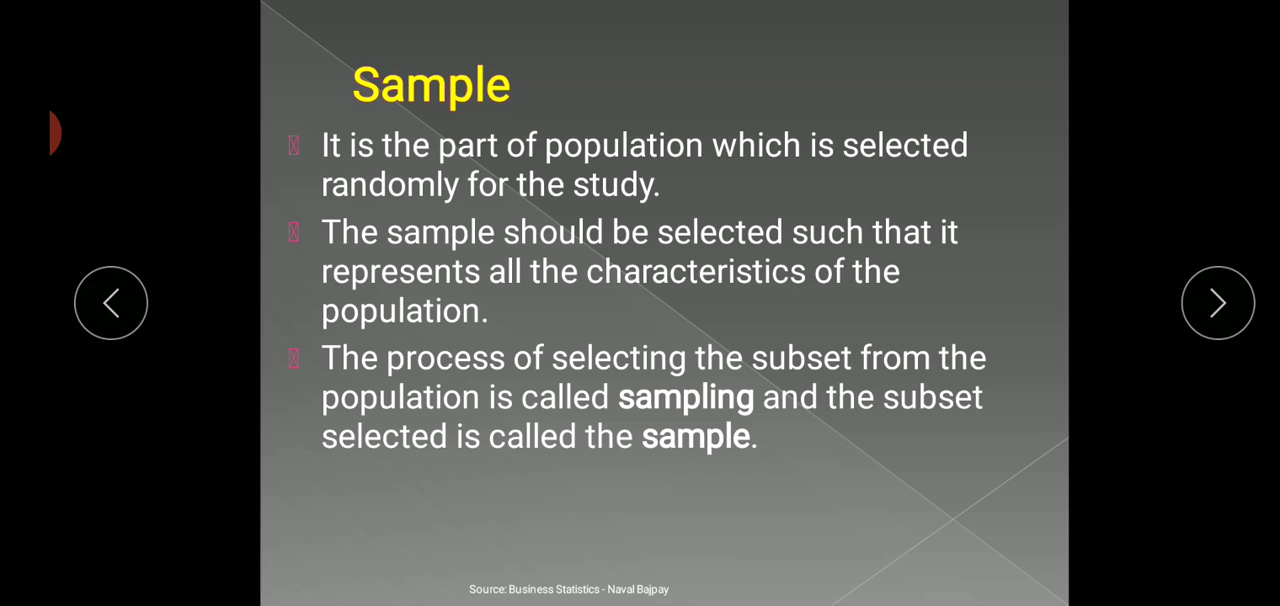 Sample
It is the part of population which is selected
randomly for the study.
The sample should be selected such that it
represents all the characteristics of the
population.
The process of selecting the subset from the
population is called sampling and the subset
selected is called the sample.
Source: Business Statistics - Naval Bajpay